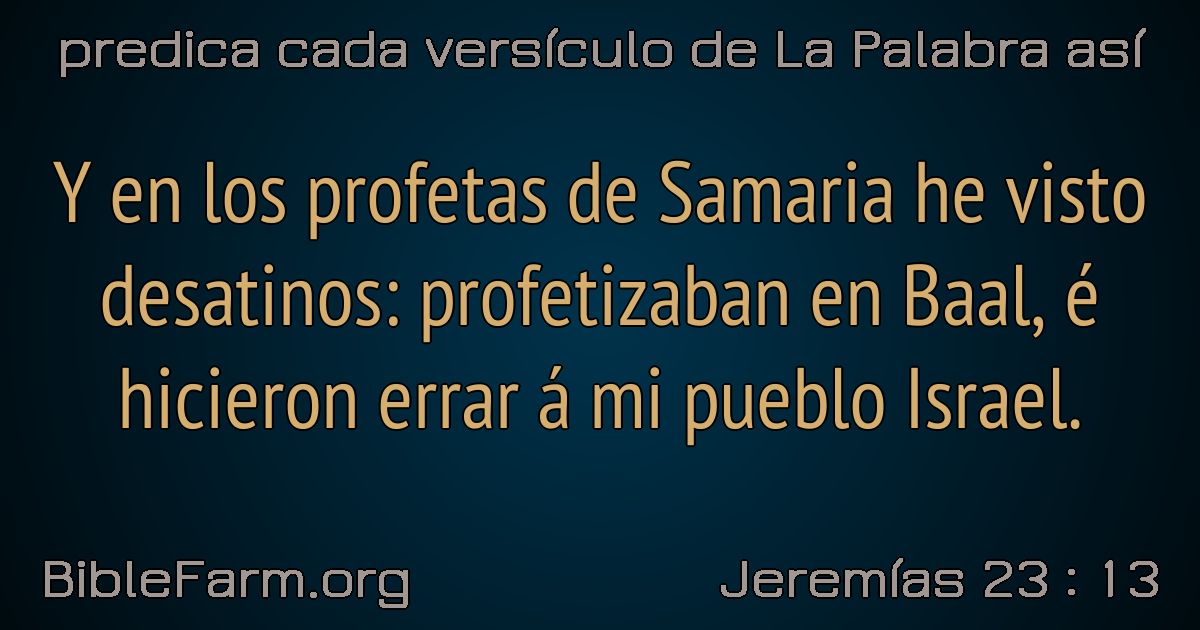 predica cada versículo de La Palabra así
Y en los profetas de Samaria he visto
desatinos: profetizaban en Baal, é
hicieron errar á mi pueblo Israel.
BibleFarm.org
Jeremías 23 : 13